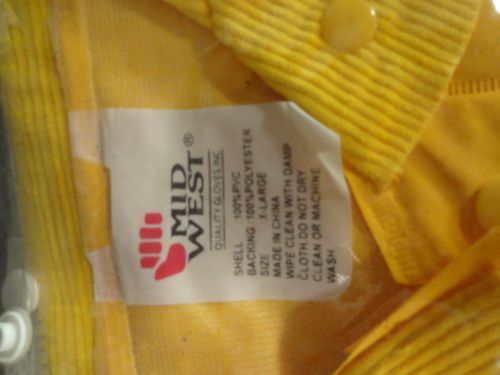 MID
WEST®
QUALITY GLOVES, INC.
SHELL 100%PVC
BACKING 100%POLYESTER
SIZE X-LARGE
MADE IN CHINA
WIPE CLEAN WITH DAMP
CLOTH.DO NOT DRY
CLEAN OR MACHINE
WASH